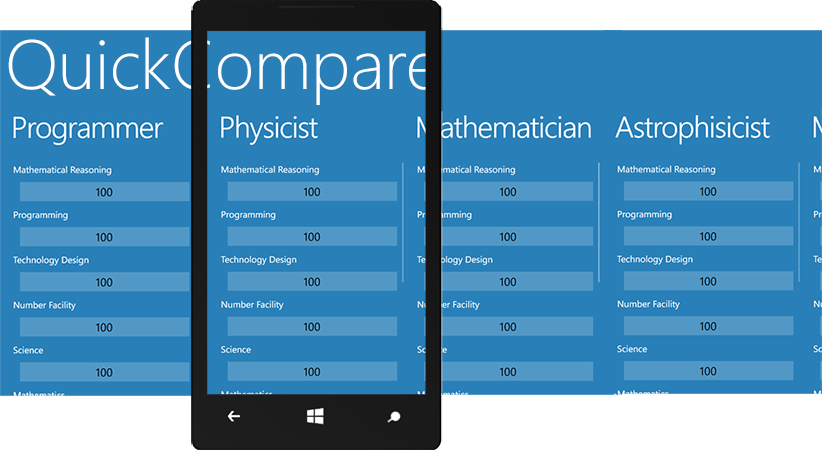 QuickCompare
Programmer
Mathematical Reasoning
100
Programming
100
Technology Design
100
Number Facility
100
Science
100
Mathematics
Physicist
Mathematical Reasoning
100
Programming
100
Technology Design
100
Number Facility
100
Science
100
Mathematics
Mathematician
Mathematical Reasoning
100
Programming
100
Technology Design
100
Number Facility
100
Science
100
Mathematics
Astrophisicist
Mathematical Reasoning
100
Programming
100
Technology Design
100
Number Facility
100
Science
100
Mathematics